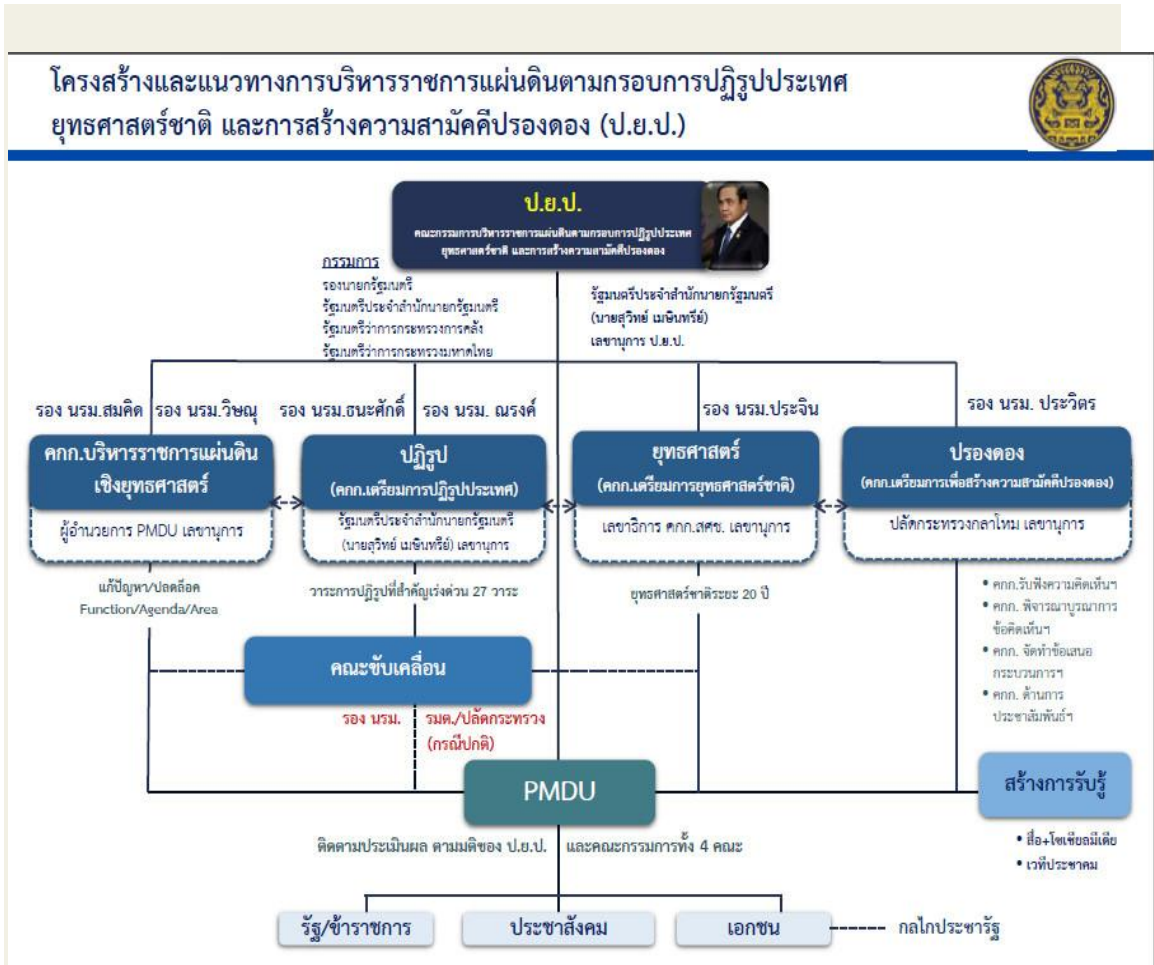 โครงสร้างและแนวทางการบริหารราชการแผ่นดินตามกรอบการปฏิรูปประเทศ
ยุทธศาสตร์ชาติ และการสร้างความสามัคคีปรองดอง (ป.ย.ป.)
ป.ย.ป.
คณะกรรมการบริหารราชการแผ่นดินตามกรอบการปฏิรูปประเทศ
ยุทธศาสตร์ชาติ และการสร้างความสามัคคีปรองดอง
กรรมการ
รองนายกรัฐมนตรี
รัฐมนตรีประจำสำนักนายกรัฐมนตรี
รัฐมนตรีว่าการกระทรวงการคลัง
รัฐมนตรีว่าการกระทรวงมหาดไทย
รัฐมนตรีประจำสำนักนายกรัฐมนตรี
(นายสุวิทย์ เมษินทรีย์)
เลขานุการ ป.ย.ป.
รอง นรม.สมคิด รอง นรม.วิษณุ
คกก.บริหารราชการแผ่นดิน
เชิงยุทธศาสตร์
ผู้อำนวยการ PMDU เลขานุการ
แก้ปัญหา/ปลดล็อค
Function/Agenda/Area
รอง นรม.ธนะศักดิ์ รอง นรม. ณรงค์
ปฏิรูป
(คกก.เตรียมการปฏิรูปประเทศ)
รัฐมนตรีประจำสำนักนายกรัฐมนตรี
(นายสุวิทย์ เมษินทรีย์) เลขานุการ
วาระการปฏิรูปที่สำคัญเร่งด่วน 27 วาระ
รอง นรม.ประจิน
ยุทธศาสตร์
(คกก.เตรียมการยุทธศาสตร์ชาติ)
เลขาธิการ คกก.สศช. เลขานุการ
ยุทธศาสตร์ชาติระยะ 20 ปี
รอง นรม. ประวิตร
ปรองดอง
(คกก.เตรียมการเพื่อสร้างความสามัคคีปรองดอง)
ปลัดกระทรวงกลาโหม เลขานุการ
• คกก.รับฟังความคิดเห็นฯ
• คกก. พิจารณาบูรณาการ
ข้อคิดเห็นฯ
• คกก. จัดทำข้อเสนอ
กระบวนการฯ
• คกก. ด้านการ
ประชาสัมพันธ์ฯ
คณะขับเคลื่อน
รอง นรม. รมต./ปลัดกระทรวง
(กรณีปกติ)
PMDU
สร้างการรับรู้
ติดตามประเมินผล ตามมติของ ป.ย.ป. และคณะกรรมการทั้ง 4 คณะ
• สื่อ+โซเชียลมีเดีย
• เวทีประชาคม
รัฐ/ข้าราชการ
ประชาสังคม
เอกชน
กลไกประชารัฐ